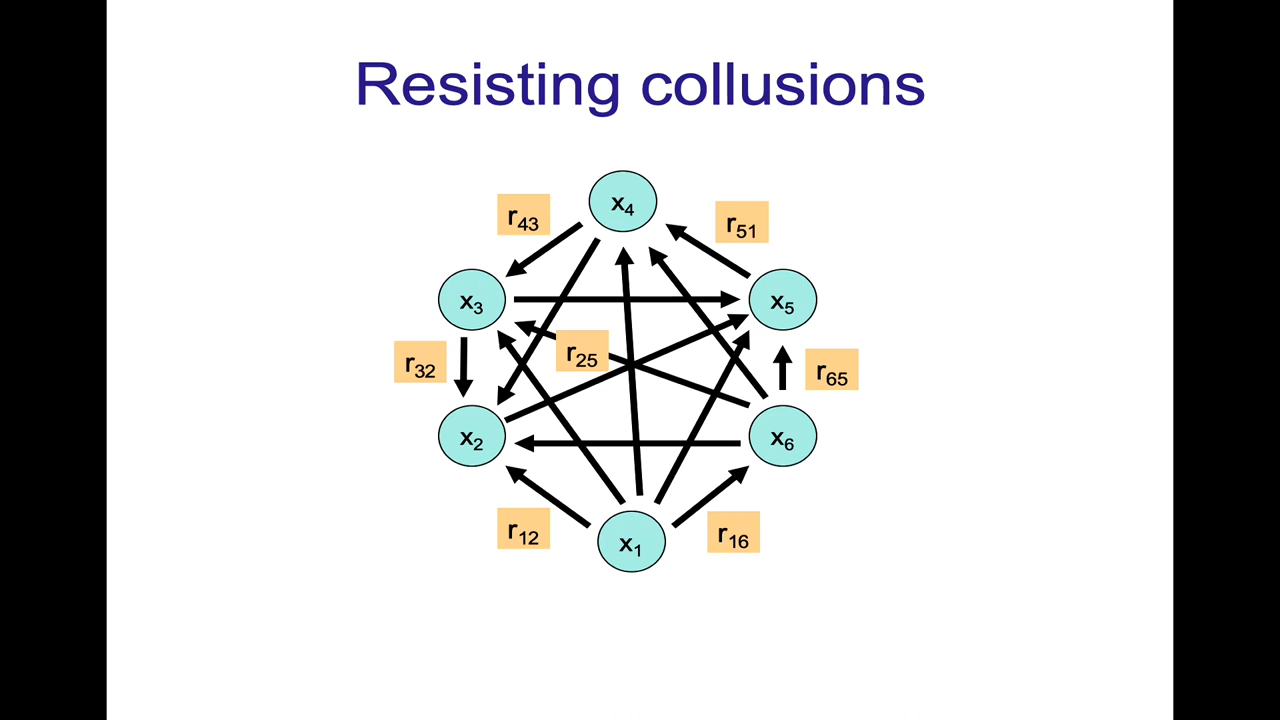 Resisting collusions
x4
r43
r51
x3
x5
r25
r32
r65
x2
x6
r12
r16
x1